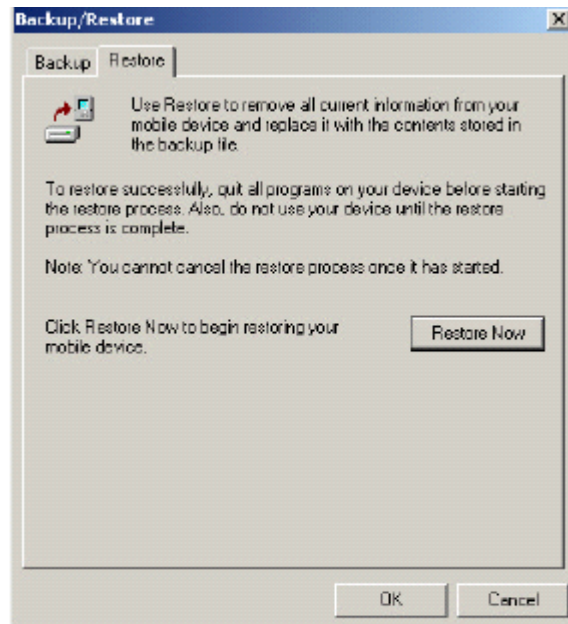 Backup/Restore
Backup Restore
Use Restore to remove all current information from your
mobile device and replace it with the contents stored in
the backup file.
To restore successfully, quit all programs on your device before starting
the restore process. Also, do not use your device until the restore
process is complete.
Note: You cannot cancel the restore process once it has started.
Click Restore Now to begin restoring your
mobile device.
Restore Now
OK Cancel